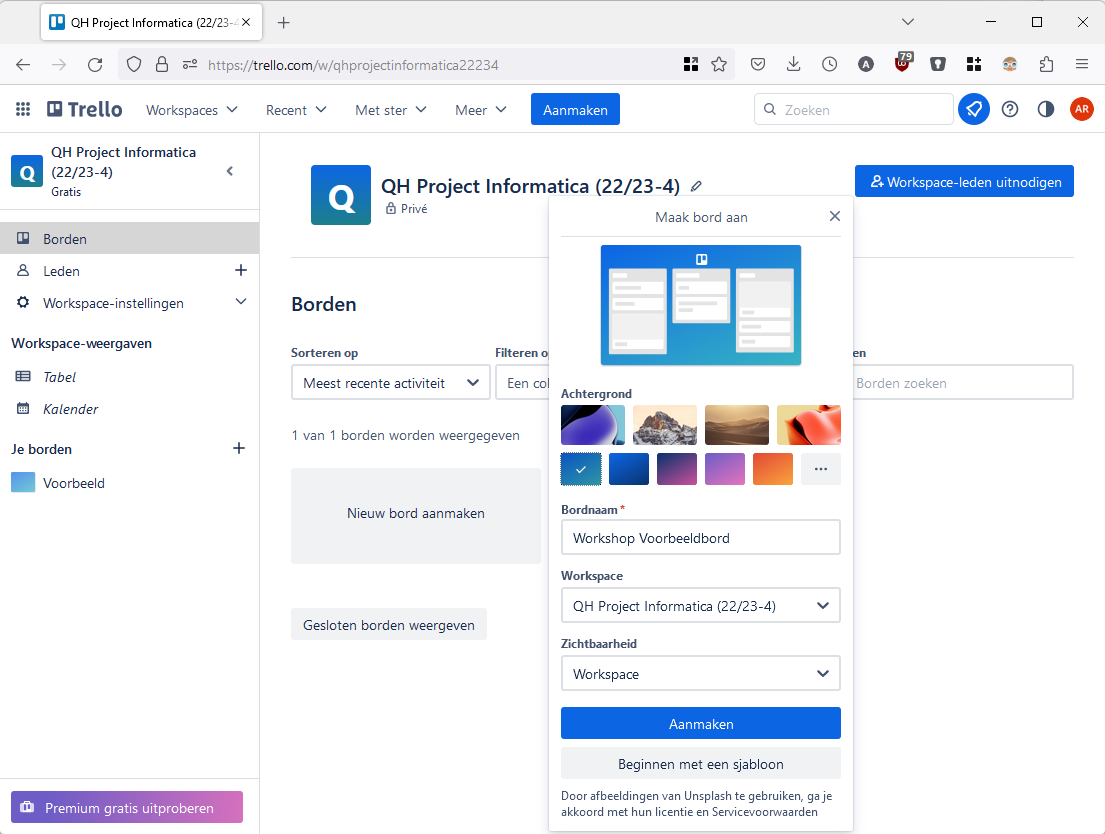 QH Project Informatica (22/23-4
https://trello.com/w/qhprojectinformatica22234
A
79
Trello
Workspaces
Recent
Met ster
Meer
Aanmaken
Zoeken
AR
Q
QH Project Informatica
(22/23-4)
Gratis
Borden
Leden
Workspace-instellingen
Workspace-weergaven
Tabel
Kalender
Je borden
Voorbeeld
Premium gratis uitproberen
Q
QH Project Informatica (22/23-4)
Privé
Workspace-leden uitnodigen
Borden
Sorteren op
Meest recente activiteit
Filteren o
Een co
en
Borden zoeken
1 van 1 borden worden weergegeven
Nieuw bord aanmaken
Gesloten borden weergeven
Maak bord aan
Achtergrond
Bordnaam *
Workshop Voorbeeldbord
Workspace
QH Project Informatica (22/23-4)
Zichtbaarheid
Workspace
Aanmaken
Beginnen met een sjabloon
Door afbeeldingen van Unsplash te gebruiken, ga je
akkoord met hun licentie en Servicevoorwaarden